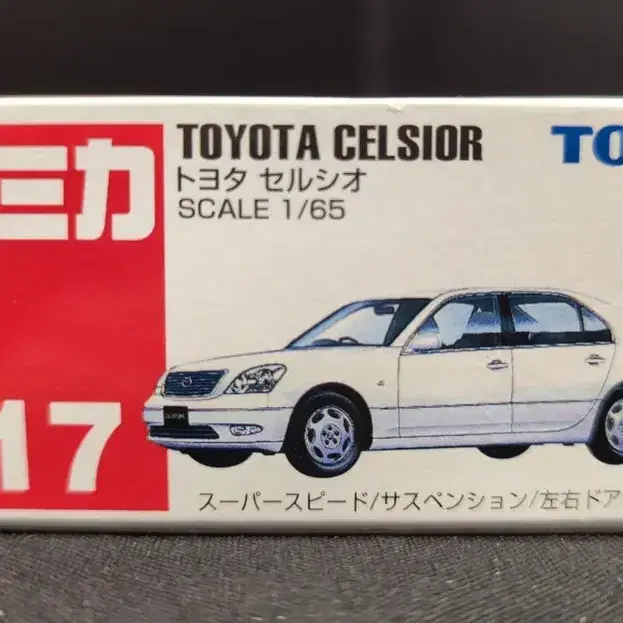 ミカ
TOYOTA CELSIOR
トヨタ セルシオ
SCALE 1/65
TO
17
スーパースピード/サスペンション/左右ドア